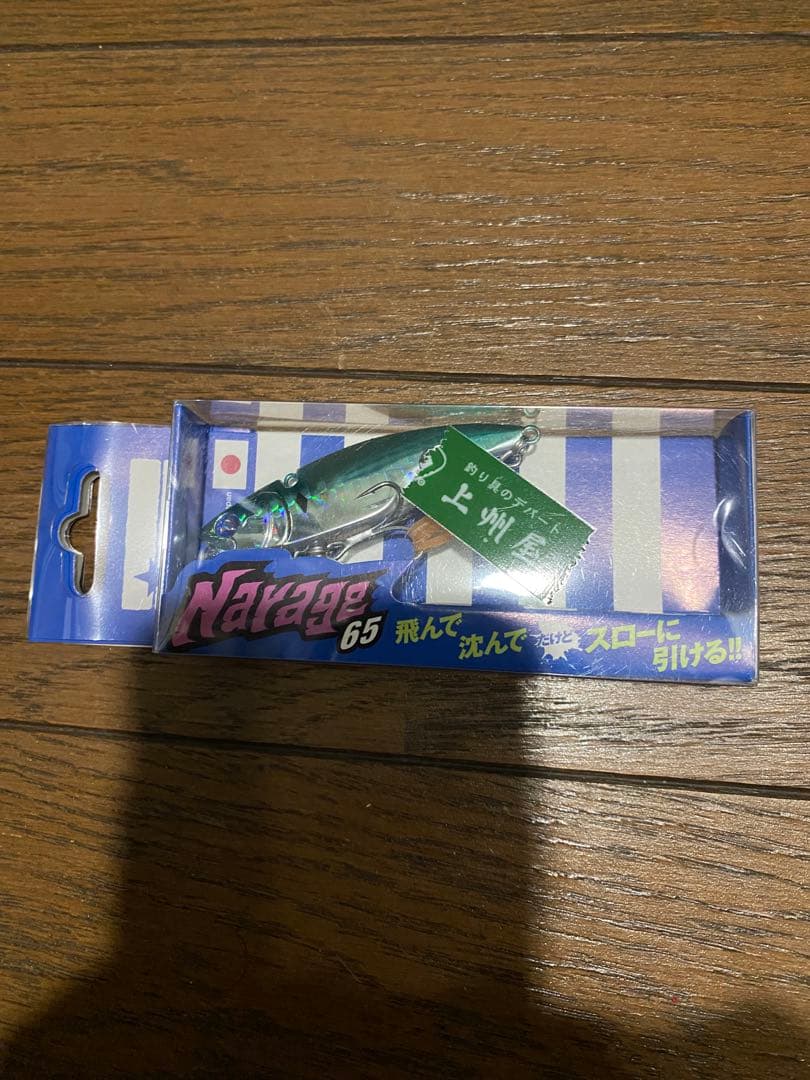 釣り具のデパート
上州屋
Navage
65
飛んで
沈んで
だけど
スローに
引ける!!